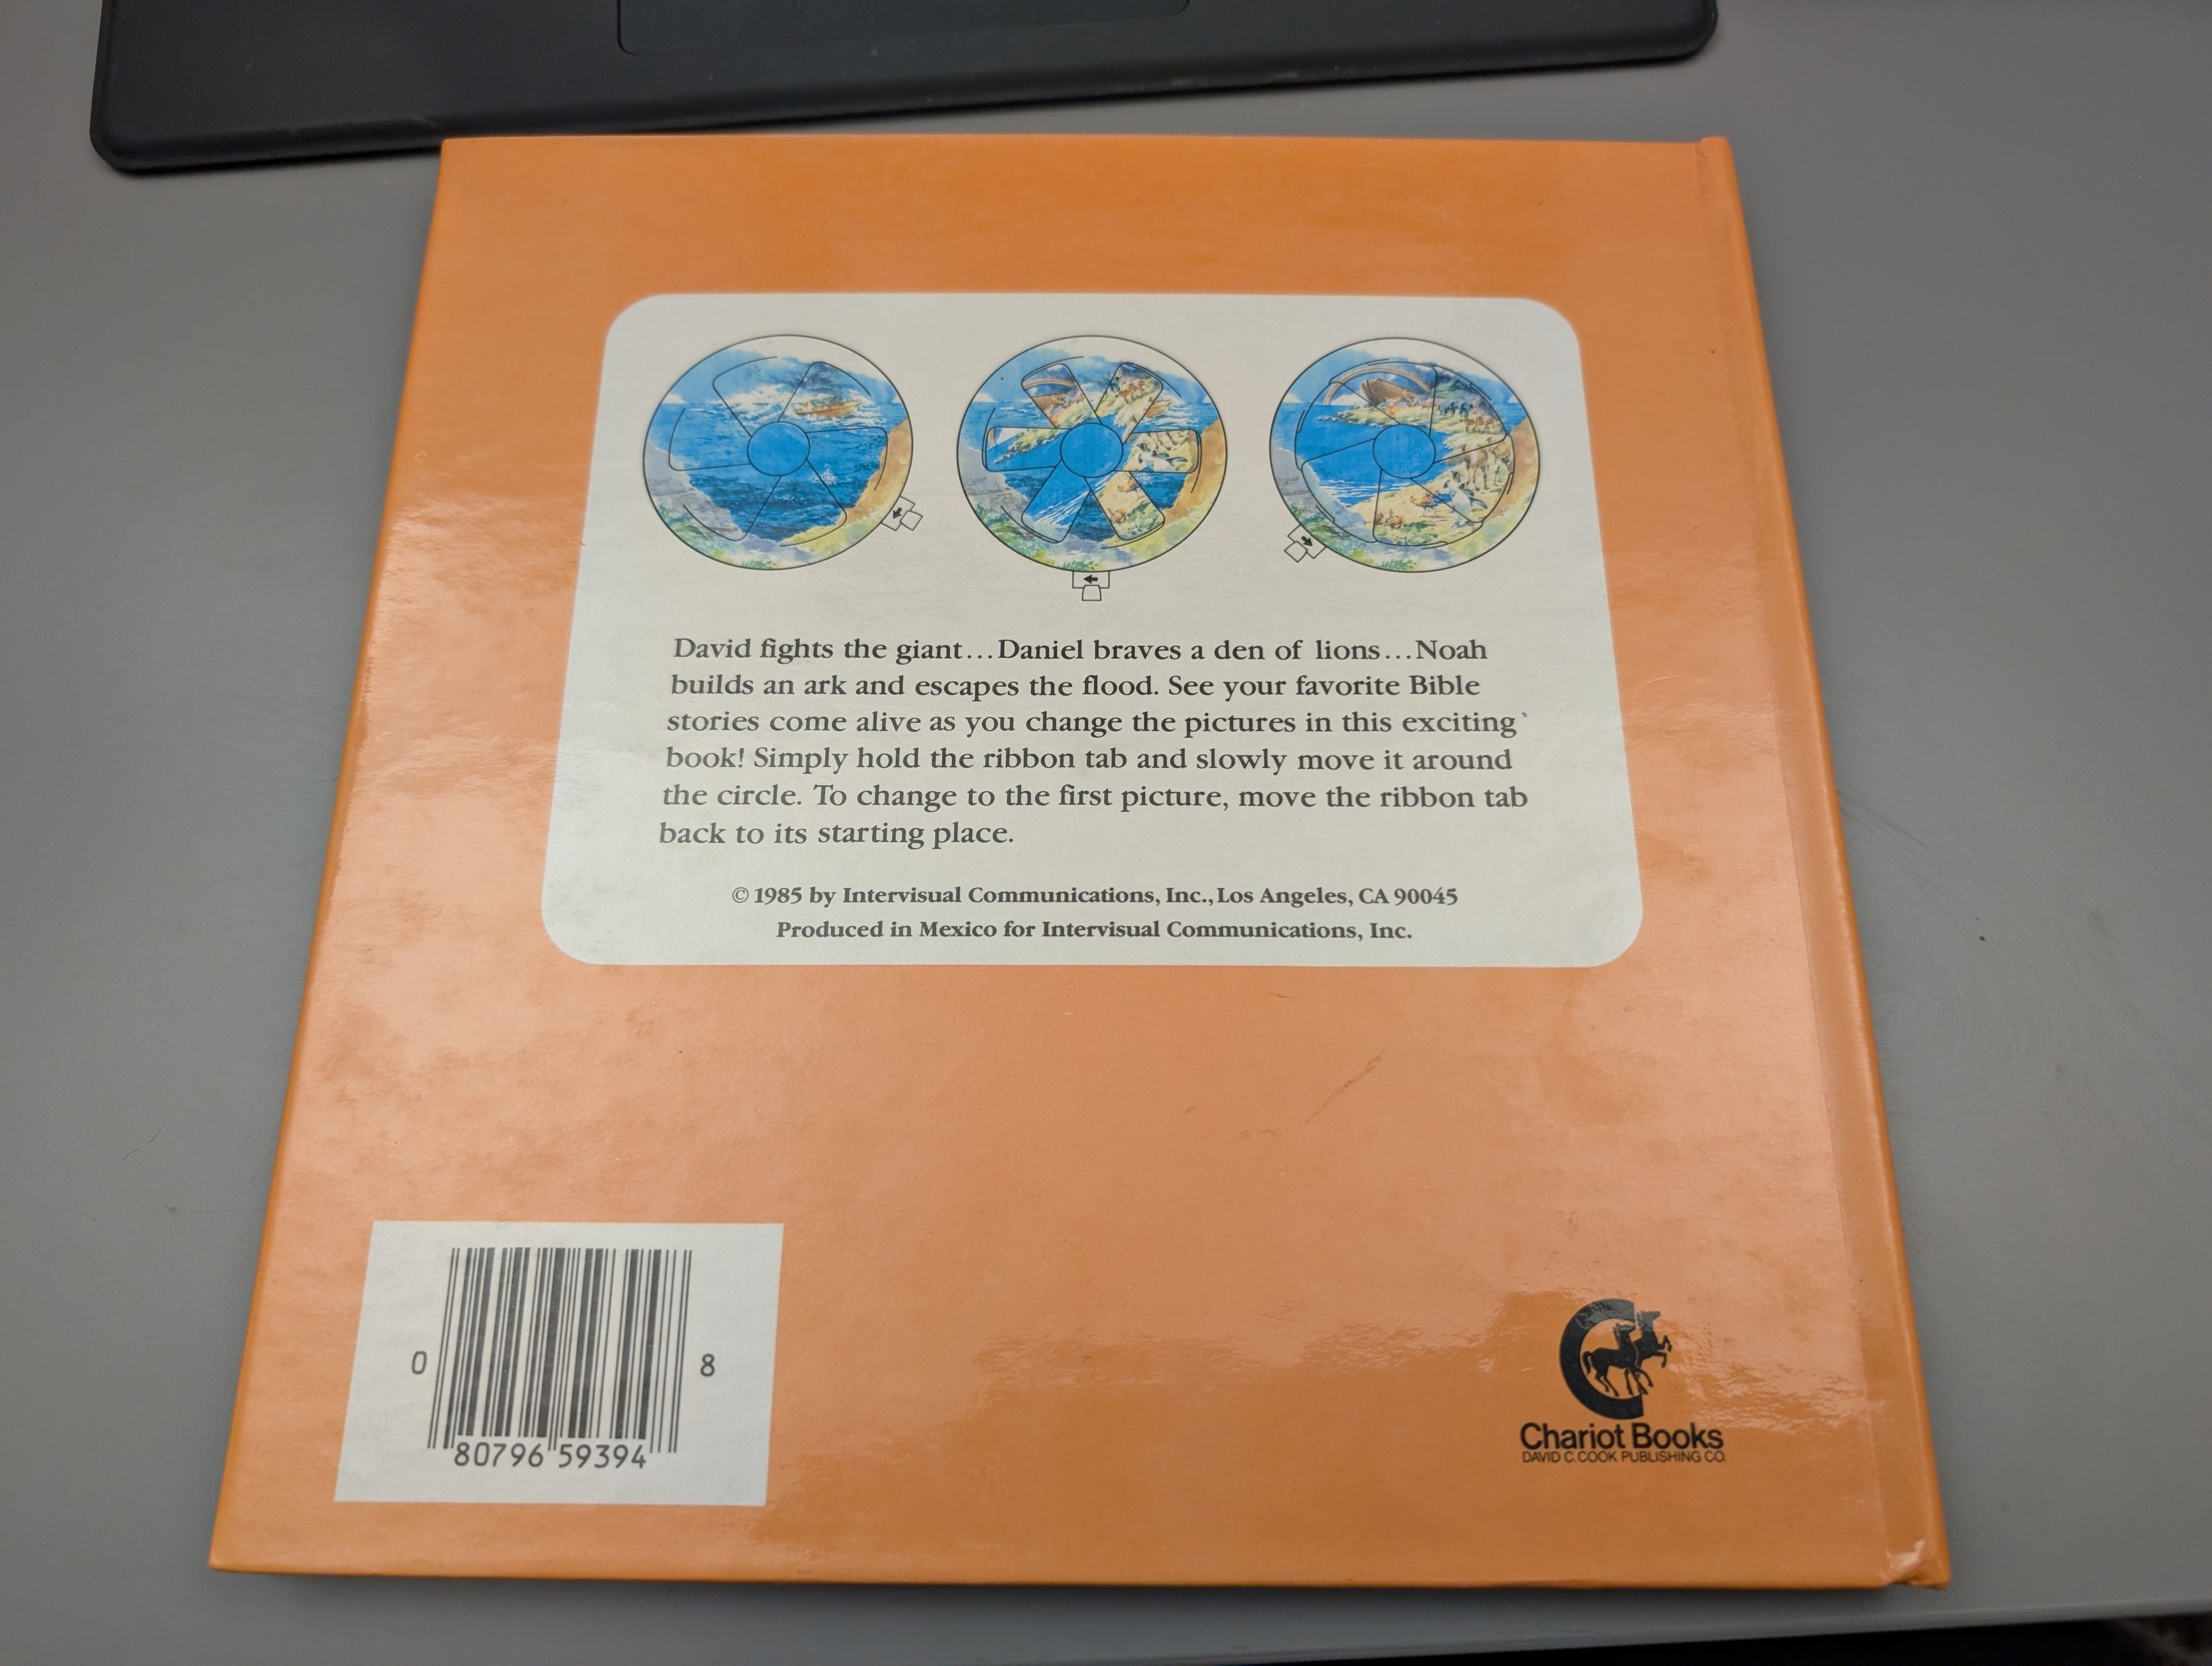 David fights the giant...Daniel braves a den of lions...Noah
builds an ark and escapes the flood. See your favorite Bible
stories come alive as you change the pictures in this exciting
book! Simply hold the ribbon tab and slowly move it around
the circle. To change to the first picture, move the ribbon tab
back to its starting place.
© 1985 by Intervisual Communications, Inc., Los Angeles, CA 90045
Produced in Mexico for Intervisual Communications, Inc.
0 80796 59394 8
Chariot Books
DAVID C. COOK PUBLISHING CO.